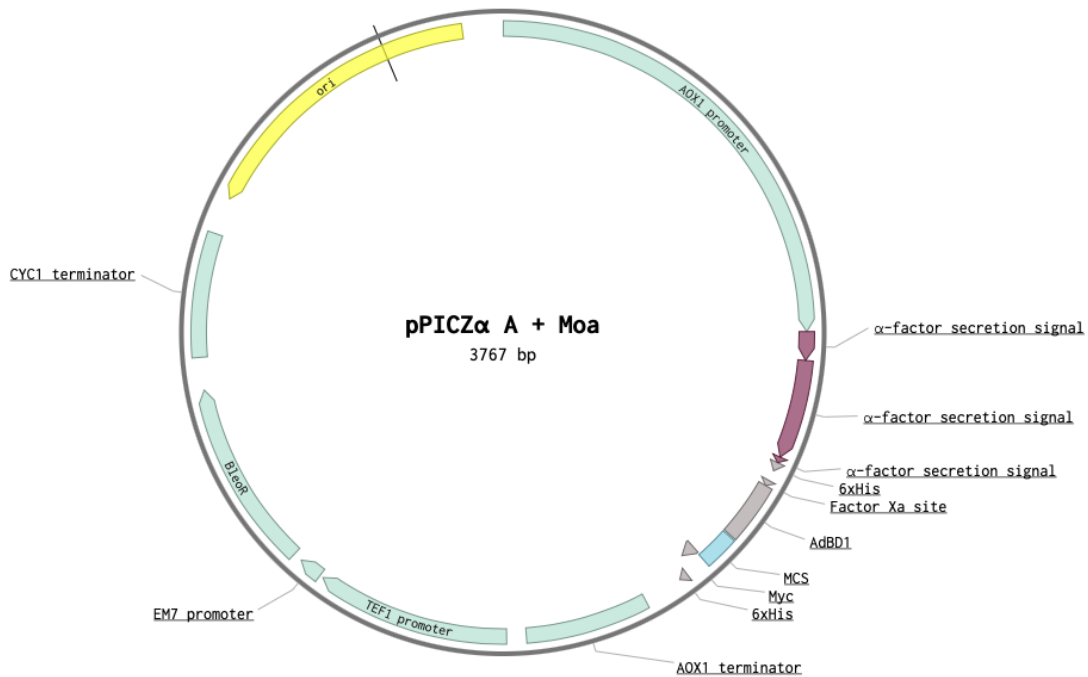 ori
AOX1 promoter
CYC1 terminator
pPICZα A + Moa
3767 bp
α-factor secretion signal
α-factor secretion signal
α-factor secretion signal
6xHis
Factor Xa site
AdBD1
MCS
Myc
6xHis
BleoR
EM7 promoter
TEF1 promoter
AOX1 terminator